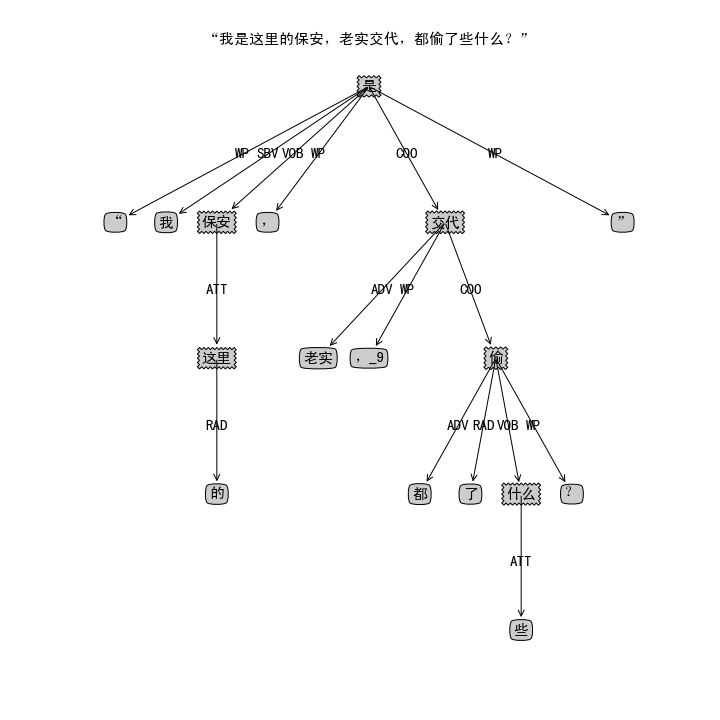 “我是这里的保安，老实交代，都偷了些什么？”
是
WP SBV VOB WP COO WP
“ 我 保安 ， 交代 ”
ATT ADV WP COO
这里 老实 ，_9 偷
RAD ADV RAD VOB WP
的 都 了 什么 ？
ATT
些